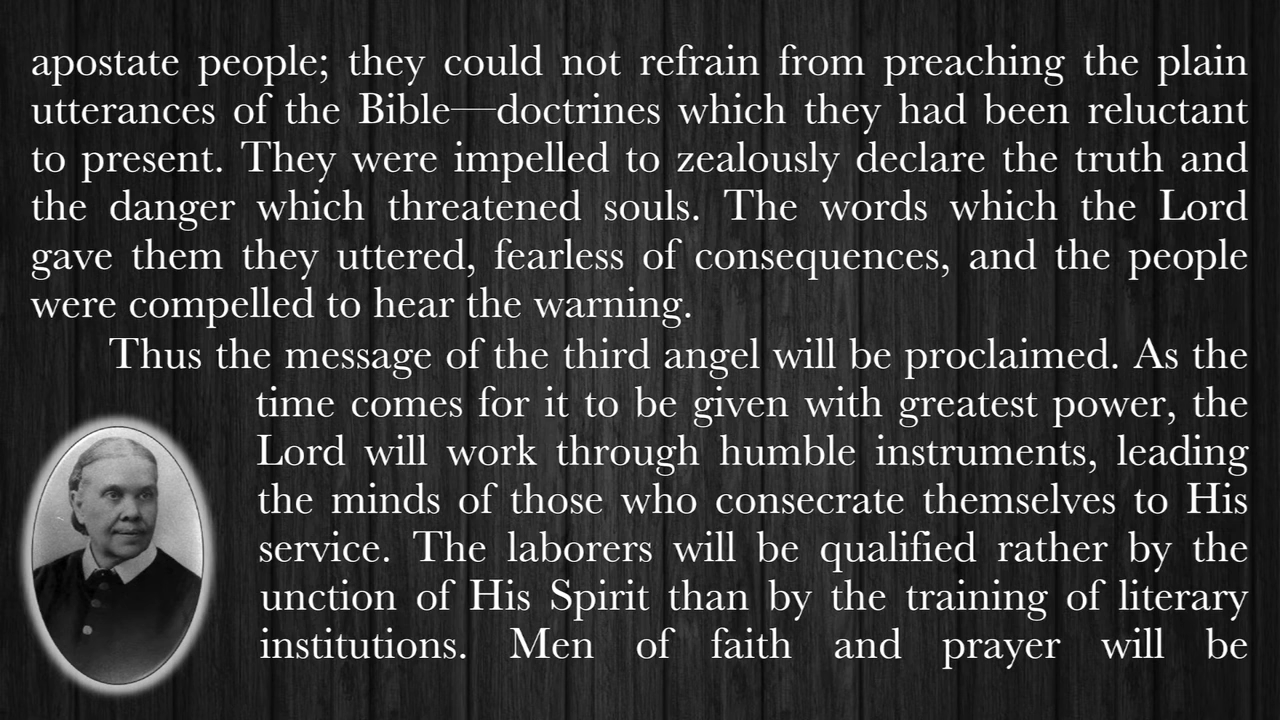 apostate people; they could not refrain from preaching the plain
utterances of the Bible—doctrines which they had been reluctant
to present. They were impelled to zealously declare the truth and
the danger which threatened souls. The words which the Lord
gave them they uttered, fearless of consequences, and the people
were compelled to hear the warning.
Thus the message of the third angel will be proclaimed. As the
time comes for it to be given with greatest power, the
Lord will work through humble instruments, leading
the minds of those who consecrate themselves to His
service. The laborers will be qualified rather by the
unction of His Spirit than by the training of literary
institutions. Men of faith and prayer will be